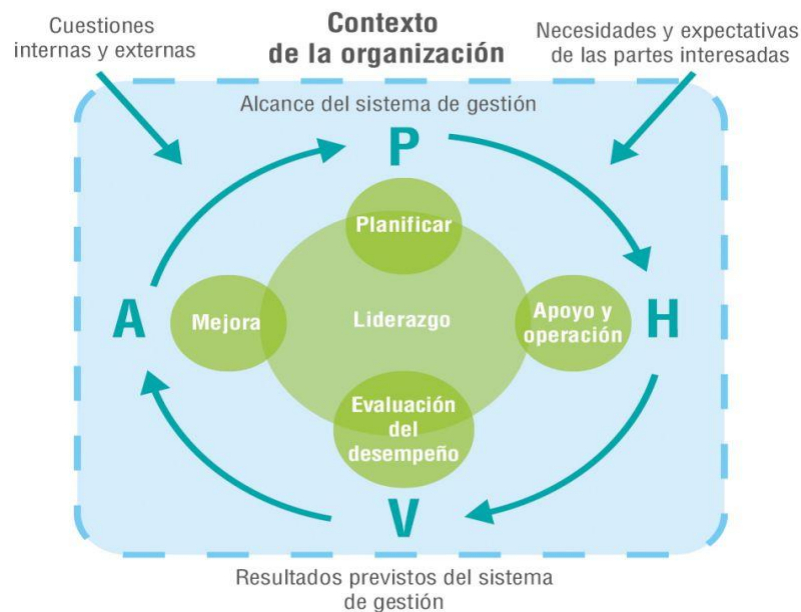 Cuestiones
internas y externas
Contexto
de la organización
Necesidades y expectativas
de las partes interesadas
Alcance del sistema de gestión
P
Planificar
A
Mejora
Liderazgo
Apoyo y
operación
H
Evaluación
del
desempeño
V
Resultados previstos del sistema
de gestión